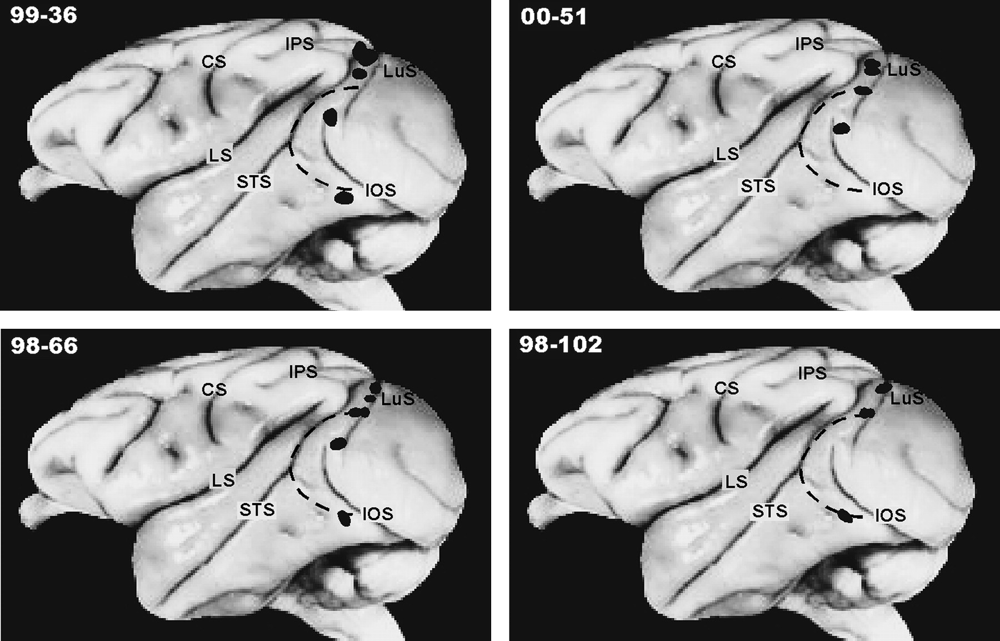 99-36
IPS
CS
LuS
LS
STS
IOS
00-51
IPS
CS
LuS
LS
STS
IOS
98-66
IPS
CS
LuS
LS
STS
IOS
98-102
IPS
CS
LuS
LS
STS
IOS